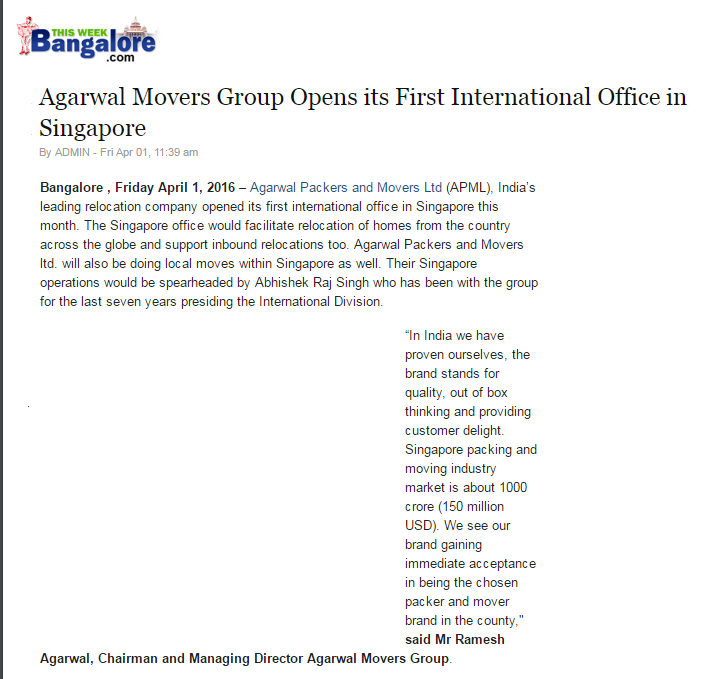 THIS WEEK
Bangalore
.com
Agarwal Movers Group Opens its First International Office in
Singapore
By ADMIN - Fri Apr 01, 11:39 am
Bangalore , Friday April 1, 2016 – Agarwal Packers and Movers Ltd (APML), India's
leading relocation company opened its first international office in Singapore this
month. The Singapore office would facilitate relocation of homes from the country
across the globe and support inbound relocations too. Agarwal Packers and Movers
ltd. will also be doing local moves within Singapore as well. Their Singapore
operations would be spearheaded by Abhishek Raj Singh who has been with the group
for the last seven years presiding the International Division.
“In India we have
proven ourselves, the
brand stands for
quality, out of box
thinking and providing
customer delight.
Singapore packing and
moving industry
market is about 1000
crore (150 million
USD). We see our
brand gaining
immediate acceptance
in being the chosen
packer and mover
brand in the county,”
said Mr Ramesh
Agarwal, Chairman and Managing Director Agarwal Movers Group.